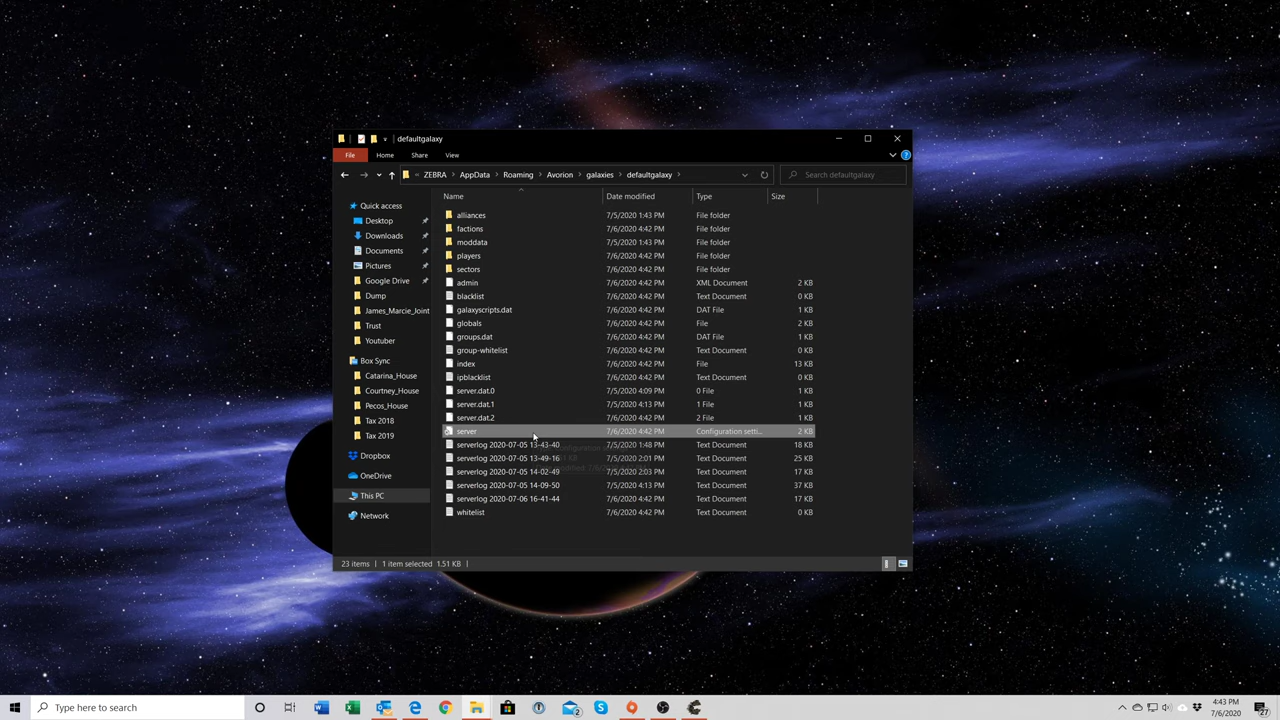 defaultgalaxy
File Home Share View
« ZEBRA > AppData > Roaming > Avorion > galaxies > defaultgalaxy > Search defaultgalaxy
Name Date modified Type Size
Quick access
Desktop
Downloads
Documents
Pictures
Google Drive
Dump
James_Marcie_Joint
Trust
Youtuber
Box Sync
Catarina_House
Courtney_House
Pecos_House
Tax 2018
Tax 2019
Dropbox
OneDrive
This PC
Network
alliances 7/5/2020 1:43 PM File folder
factions 7/6/2020 4:42 PM File folder
moddata 7/5/2020 1:43 PM File folder
players 7/6/2020 4:42 PM File folder
sectors 7/6/2020 4:42 PM File folder
admin 7/6/2020 4:42 PM XML Document 2 KB
blacklist 7/6/2020 4:42 PM Text Document 0 KB
galaxyscripts.dat 7/6/2020 4:42 PM DAT File 1 KB
globals 7/6/2020 4:42 PM File 2 KB
groups.dat 7/6/2020 4:42 PM DAT File 1 KB
group-whitelist 7/6/2020 4:42 PM Text Document 0 KB
index 7/6/2020 4:42 PM File 13 KB
ipblacklist 7/6/2020 4:42 PM Text Document 0 KB
server.dat.0 7/5/2020 4:09 PM 0 File 1 KB
server.dat.1 7/5/2020 4:13 PM 1 File 1 KB
server.dat.2 7/6/2020 4:42 PM 2 File 1 KB
server 7/6/2020 4:42 PM Configuration setti... 2 KB
serverlog 2020-07-05 13-43-40 7/5/2020 1:48 PM Text Document 18 KB
serverlog 2020-07-05 13-49-16 7/5/2020 2:01 PM Text Document 25 KB
serverlog 2020-07-05 14-02-49 7/5/2020 2:03 PM Text Document 17 KB
serverlog 2020-07-05 14-09-50 7/5/2020 4:13 PM Text Document 37 KB
serverlog 2020-07-06 16-41-44 7/6/2020 4:42 PM Text Document 17 KB
whitelist 7/6/2020 4:42 PM Text Document 0 KB
23 items 1 item selected 1.51 KB
Type here to search
4:43 PM
7/6/2020
2
27